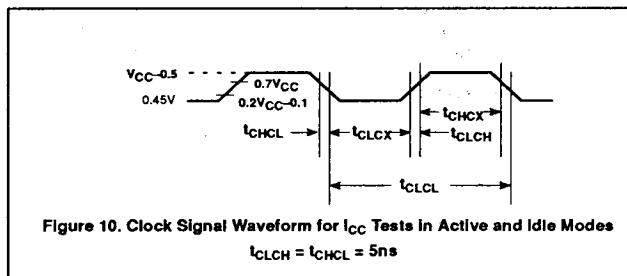 VCC–0.5
0.7VCC
0.45V
0.2VCC–0.1
tCHCX
tCHCL
tCLCX
tCLCH
tCLCL
Figure 10. Clock Signal Waveform for ICC Tests in Active and Idle Modes
tCLCH = tCHCL = 5ns